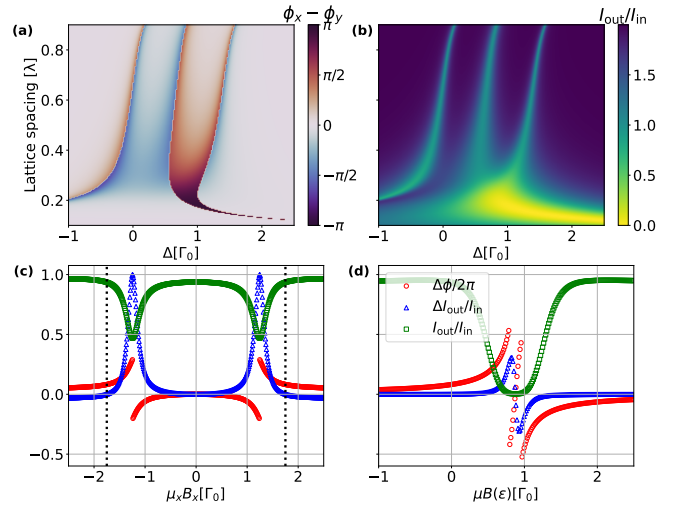 (a)
ϕx − ϕy
(b)
Iout/Iin
Lattice spacing [λ]
0.8
0.6
0.4
0.2
−1 0 1 2
Δ[Γ0]
π
π/2
0
−π/2
−π
−1 0 1 2
Δ[Γ0]
1.5
1.0
0.5
0.0
(c)
(d)
1.0
0.5
0.0
−0.5
−2 −1 0 1 2
μxBx[Γ0]
Δϕ/2π
ΔIout/Iin
Iout/Iin
−1 0 1 2
μB(ε)[Γ0]